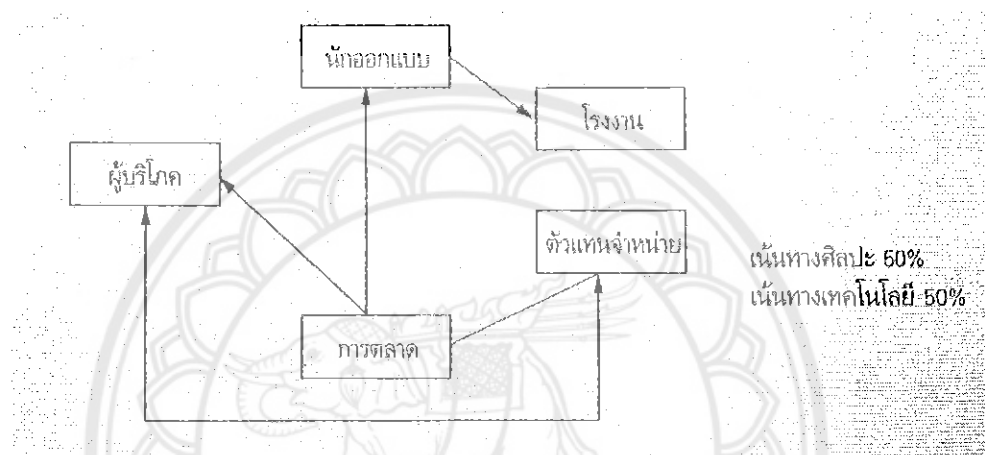 นักออกแบบ
โรงงาน
ผู้บริโภค
ตัวแทนจำหน่าย
เน้นทางศิลปะ 50%
เน้นทางเทคโนโลยี 50%
การตลาด